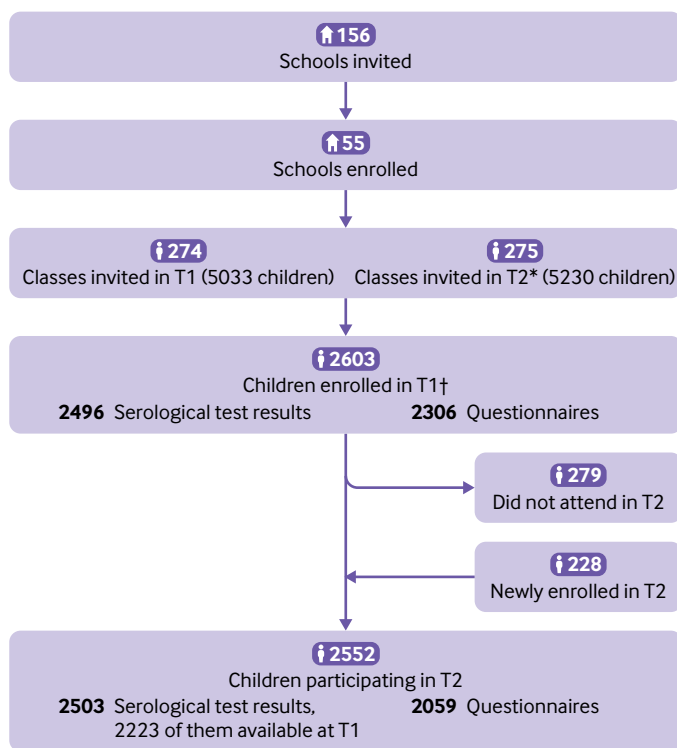 156
Schools invited
55
Schools enrolled
274
Classes invited in T1 (5033 children)
275
Classes invited in T2* (5230 children)
2603
Children enrolled in T1†
2496 Serological test results
2306 Questionnaires
279
Did not attend in T2
228
Newly enrolled in T2
2552
Children participating in T2
2503 Serological test results,
2223 of them available at T1
2059 Questionnaires